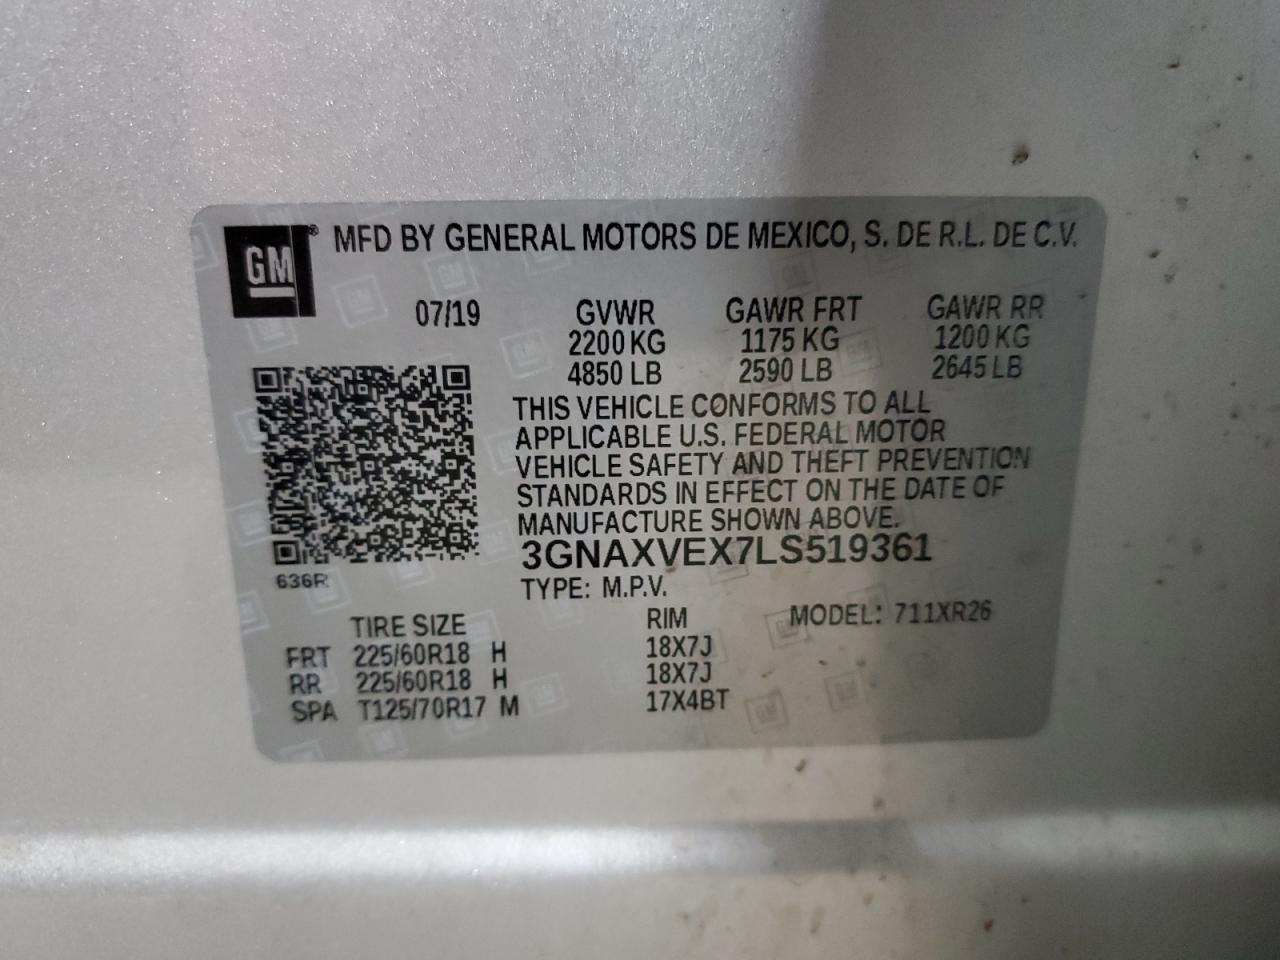 GM® MFD BY GENERAL MOTORS DE MEXICO, S. DE R.L. DE C.V.
07/19 GVWR GAWR FRT GAWR RR
2200 KG 1175 KG 1200 KG
4850 LB 2590 LB 2645 LB
THIS VEHICLE CONFORMS TO ALL
APPLICABLE U.S. FEDERAL MOTOR
VEHICLE SAFETY AND THEFT PREVENTION
STANDARDS IN EFFECT ON THE DATE OF
MANUFACTURE SHOWN ABOVE.
3GNAXVEX7LS519361
636R TYPE: M.P.V.
TIRE SIZE RIM MODEL: 711XR26
FRT 225/60R18 H 18X7J
RR 225/60R18 H 18X7J
SPA T125/70R17 M 17X4BT